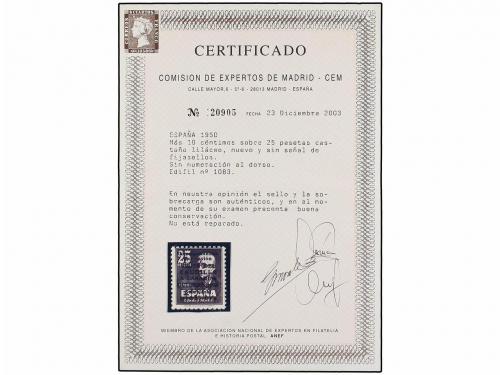 CERTIFICADO
COMISION DE EXPERTOS DE MADRID - CEM
CALLE MAYOR, 6 - 2º-6 - 28013 MADRID - ESPAÑA
Nº 20905 FECHA 23 Diciembre 2003
ESPAÑA 1950
Más 10 céntimos sobre 25 pesetas cas-
taño liláceo, nuevo y sin señal de
fijasellos.
Sin numeración al dorso.
Edifil nº 1083.
En nuestra opinión el sello y la so-
brecarga son auténticos, y en el mo-
mento de su examen presenta buena
conservación.
No está reparado.
25
ESPAÑA
MIEMBRO DE LA ASOCIACION NACIONAL DE EXPERTOS EN FILATELIA
E HISTORIA POSTAL. ANEF